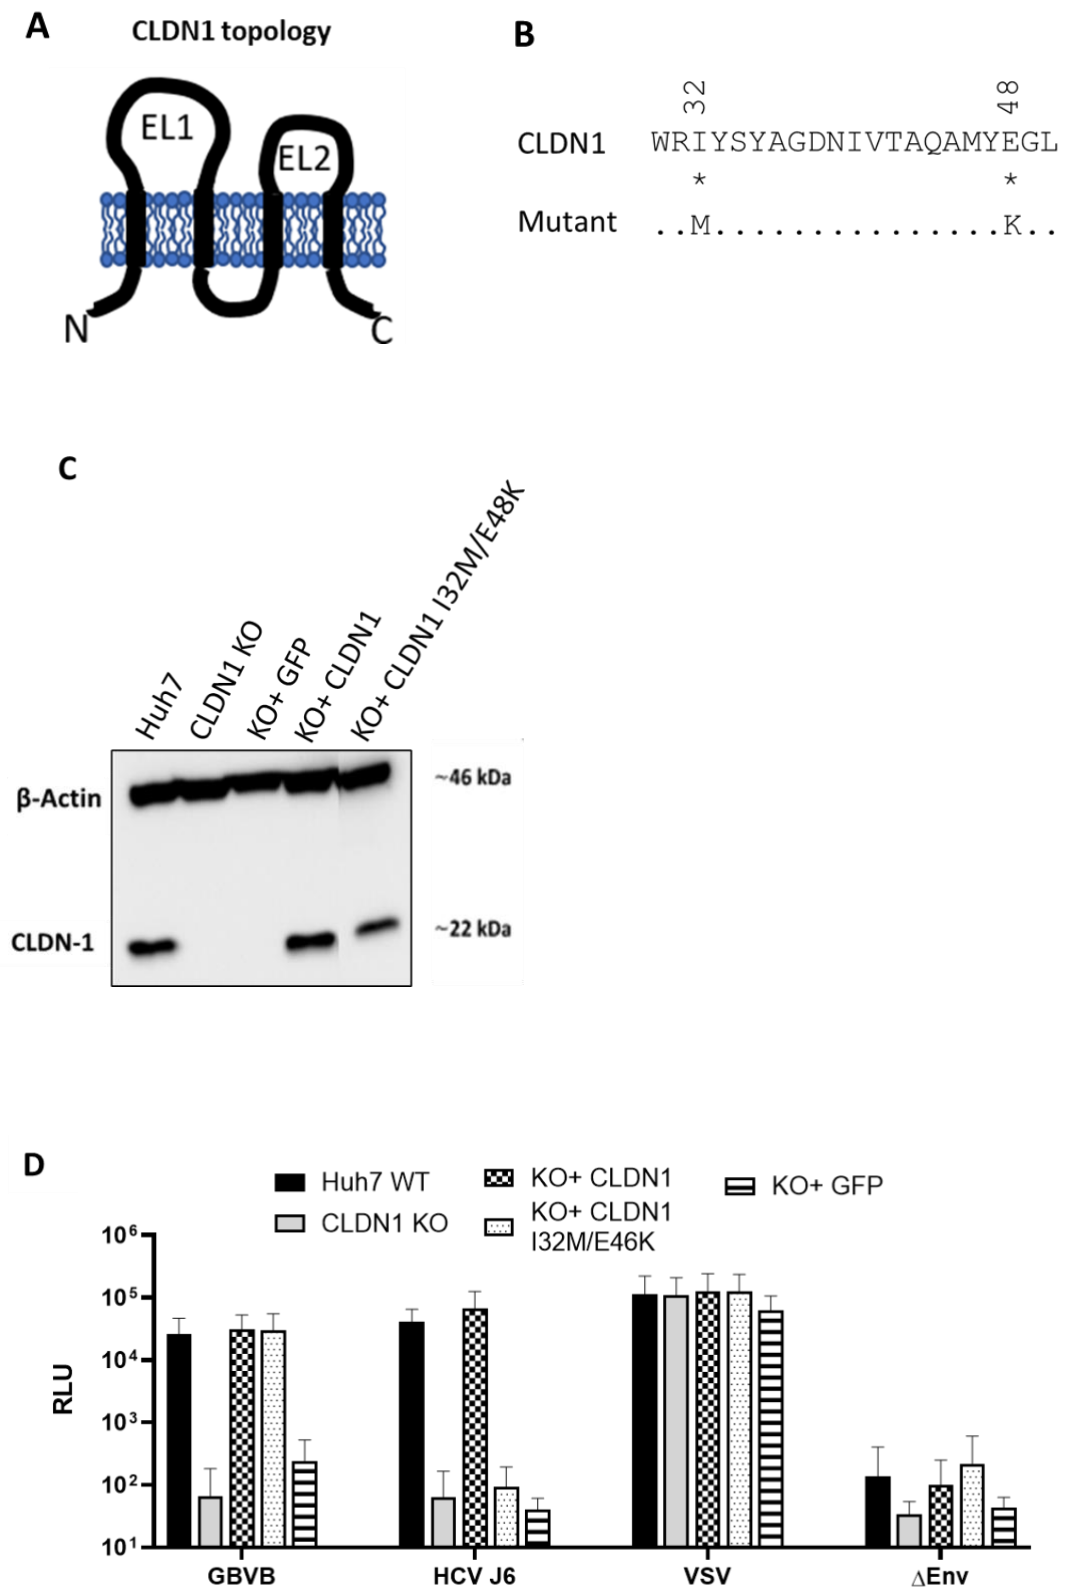 A
CLDN1 topology
EL1
EL2
N
C
B
32
48
CLDN1
WRIYSYAGDNIVTAQAMYEGL
* *
Mutant
..M...............K..
C
Huh7
CLDN1 KO
KO+ GFP
KO+ CLDN1
KO+ CLDN1 I32M/E48K
β-Actin
~46 kDa
CLDN-1
~22 kDa
D
Huh7 WT
CLDN1 KO
KO+ CLDN1
KO+ CLDN1
I32M/E46K
KO+ GFP
RLU
10⁶
10⁵
10⁴
10³
10²
10¹
GBVB
HCV J6
VSV
ΔEnv